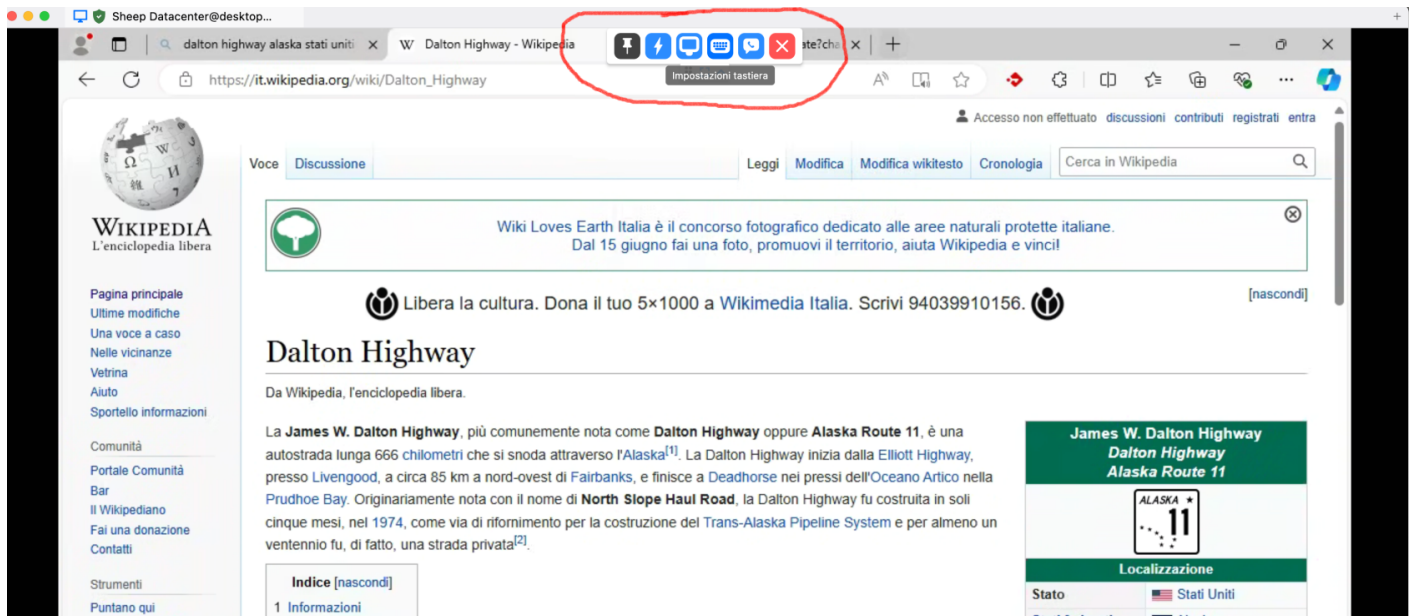 Sheep Datacenter@desktop...
dalton highway alaska stati uniti
Dalton Highway - Wikipedia
Impostazioni tastiera
https://it.wikipedia.org/wiki/Dalton_Highway
Accesso non effettuato discussioni contributi registrati entra
Voce Discussione Leggi Modifica Modifica wikitesto Cronologia Cerca in Wikipedia
WIKIPEDIA
L'enciclopedia libera
Wiki Loves Earth Italia è il concorso fotografico dedicato alle aree naturali protette italiane.
Dal 15 giugno fai una foto, promuovi il territorio, aiuta Wikipedia e vinci!
Libera la cultura. Dona il tuo 5×1000 a Wikimedia Italia. Scrivi 94039910156.
[nascondi]
Pagina principale
Ultime modifiche
Una voce a caso
Nelle vicinanze
Vetrina
Aiuto
Sportello informazioni
Comunità
Portale Comunità
Bar
Il Wikipediano
Fai una donazione
Contatti
Strumenti
Puntano qui
Dalton Highway
Da Wikipedia, l'enciclopedia libera.
La James W. Dalton Highway, più comunemente nota come Dalton Highway oppure Alaska Route 11, è una
autostrada lunga 666 chilometri che si snoda attraverso l'Alaska[1]. La Dalton Highway inizia dalla Elliott Highway,
presso Livengood, a circa 85 km a nord-ovest di Fairbanks, e finisce a Deadhorse nei pressi dell'Oceano Artico nella
Prudhoe Bay. Originariamente nota con il nome di North Slope Haul Road, la Dalton Highway fu costruita in soli
cinque mesi, nel 1974, come via di rifornimento per la costruzione del Trans-Alaska Pipeline System e per almeno un
ventennio fu, di fatto, una strada privata[2].
Indice [nascondi]
1 Informazioni
James W. Dalton Highway
Dalton Highway
Alaska Route 11
ALASKA
11
Localizzazione
Stato Stati Uniti